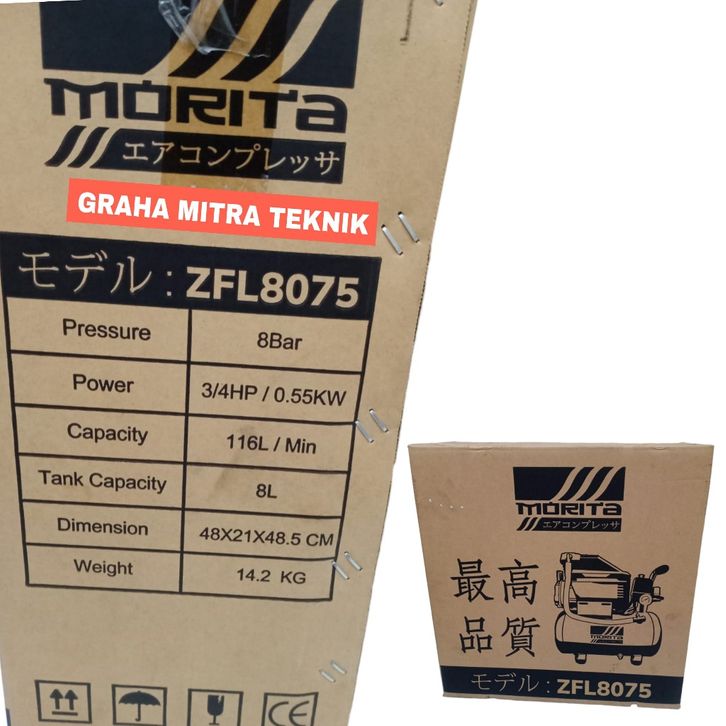 MORITA
エアコンプレッサ
GRAHA MITRA TEKNIK
モデル : ZFL8075
Pressure 8Bar
Power 3/4HP / 0.55KW
Capacity 116L / Min
Tank Capacity 8L
Dimension 48X21X48.5 CM
Weight 14.2 KG
CE
MORITA
エアコンプレッサ
最高
品質
MORITA
モデル : ZFL8075